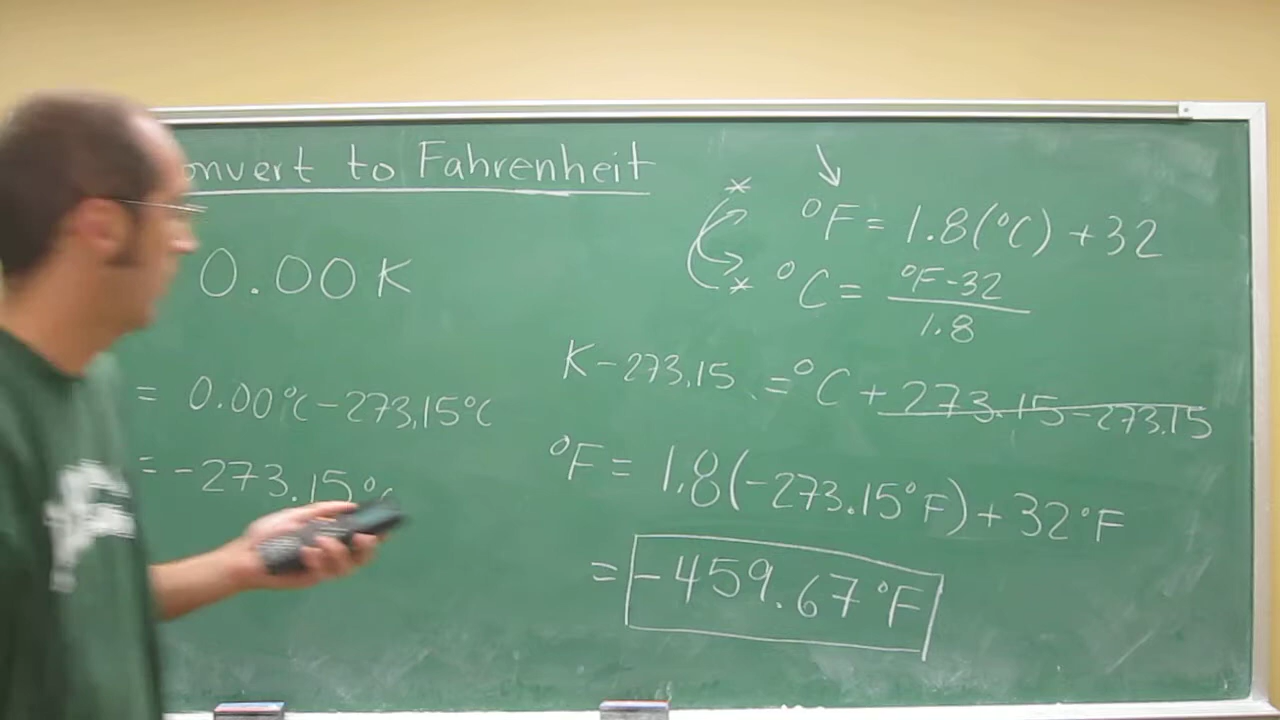 onvert to Fahrenheit
0.00 K
= 0.00°C - 273.15°C
= -273.15°C
°F = 1.8(°C) + 32
°C = °F - 32 / 1.8
K - 273.15 = °C + 273.15 - 273.15
°F = 1.8(-273.15°F) + 32°F
= -459.67°F